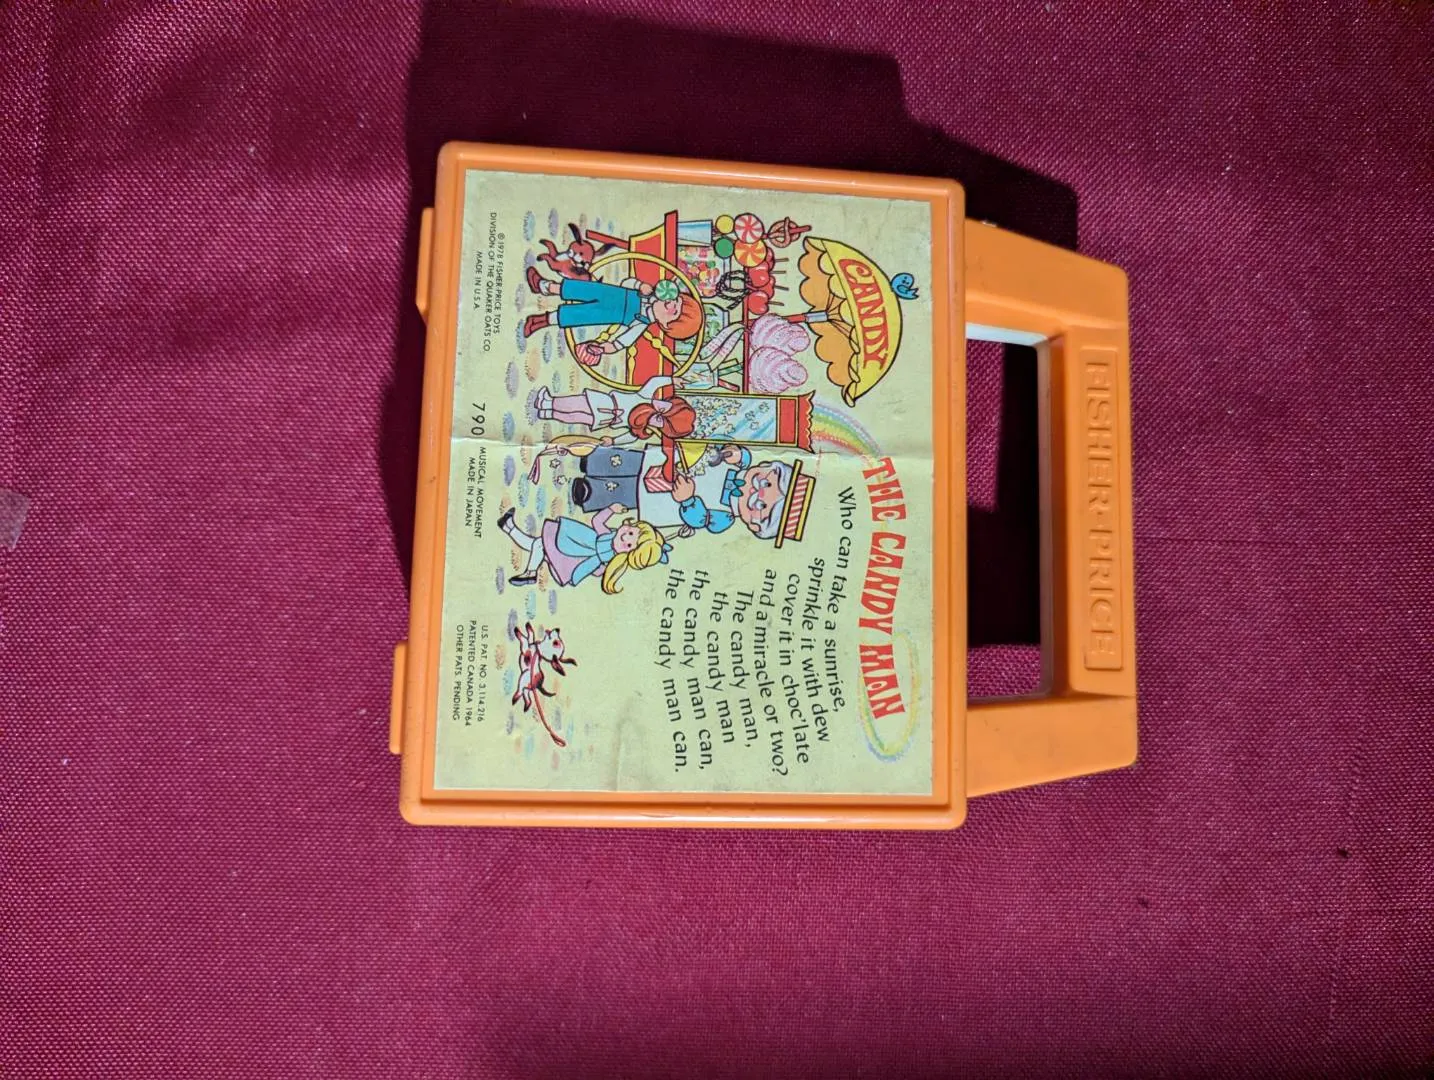 FISHER-PRICE
CANDY
THE CANDY MAN
Who can take a sunrise,
sprinkle it with dew
cover it in choc'late
and a miracle or two?
The candy man,
the candy man
the candy man can,
the candy man can.
© 1978 FISHER-PRICE TOYS
DIVISION OF THE QUAKER OATS CO.
MADE IN U.S.A.
790
MUSICAL MOVEMENT
MADE IN JAPAN
U.S. PAT. NO. 3,114,216
PATENTED CANADA 1964
OTHER PATS. PENDING